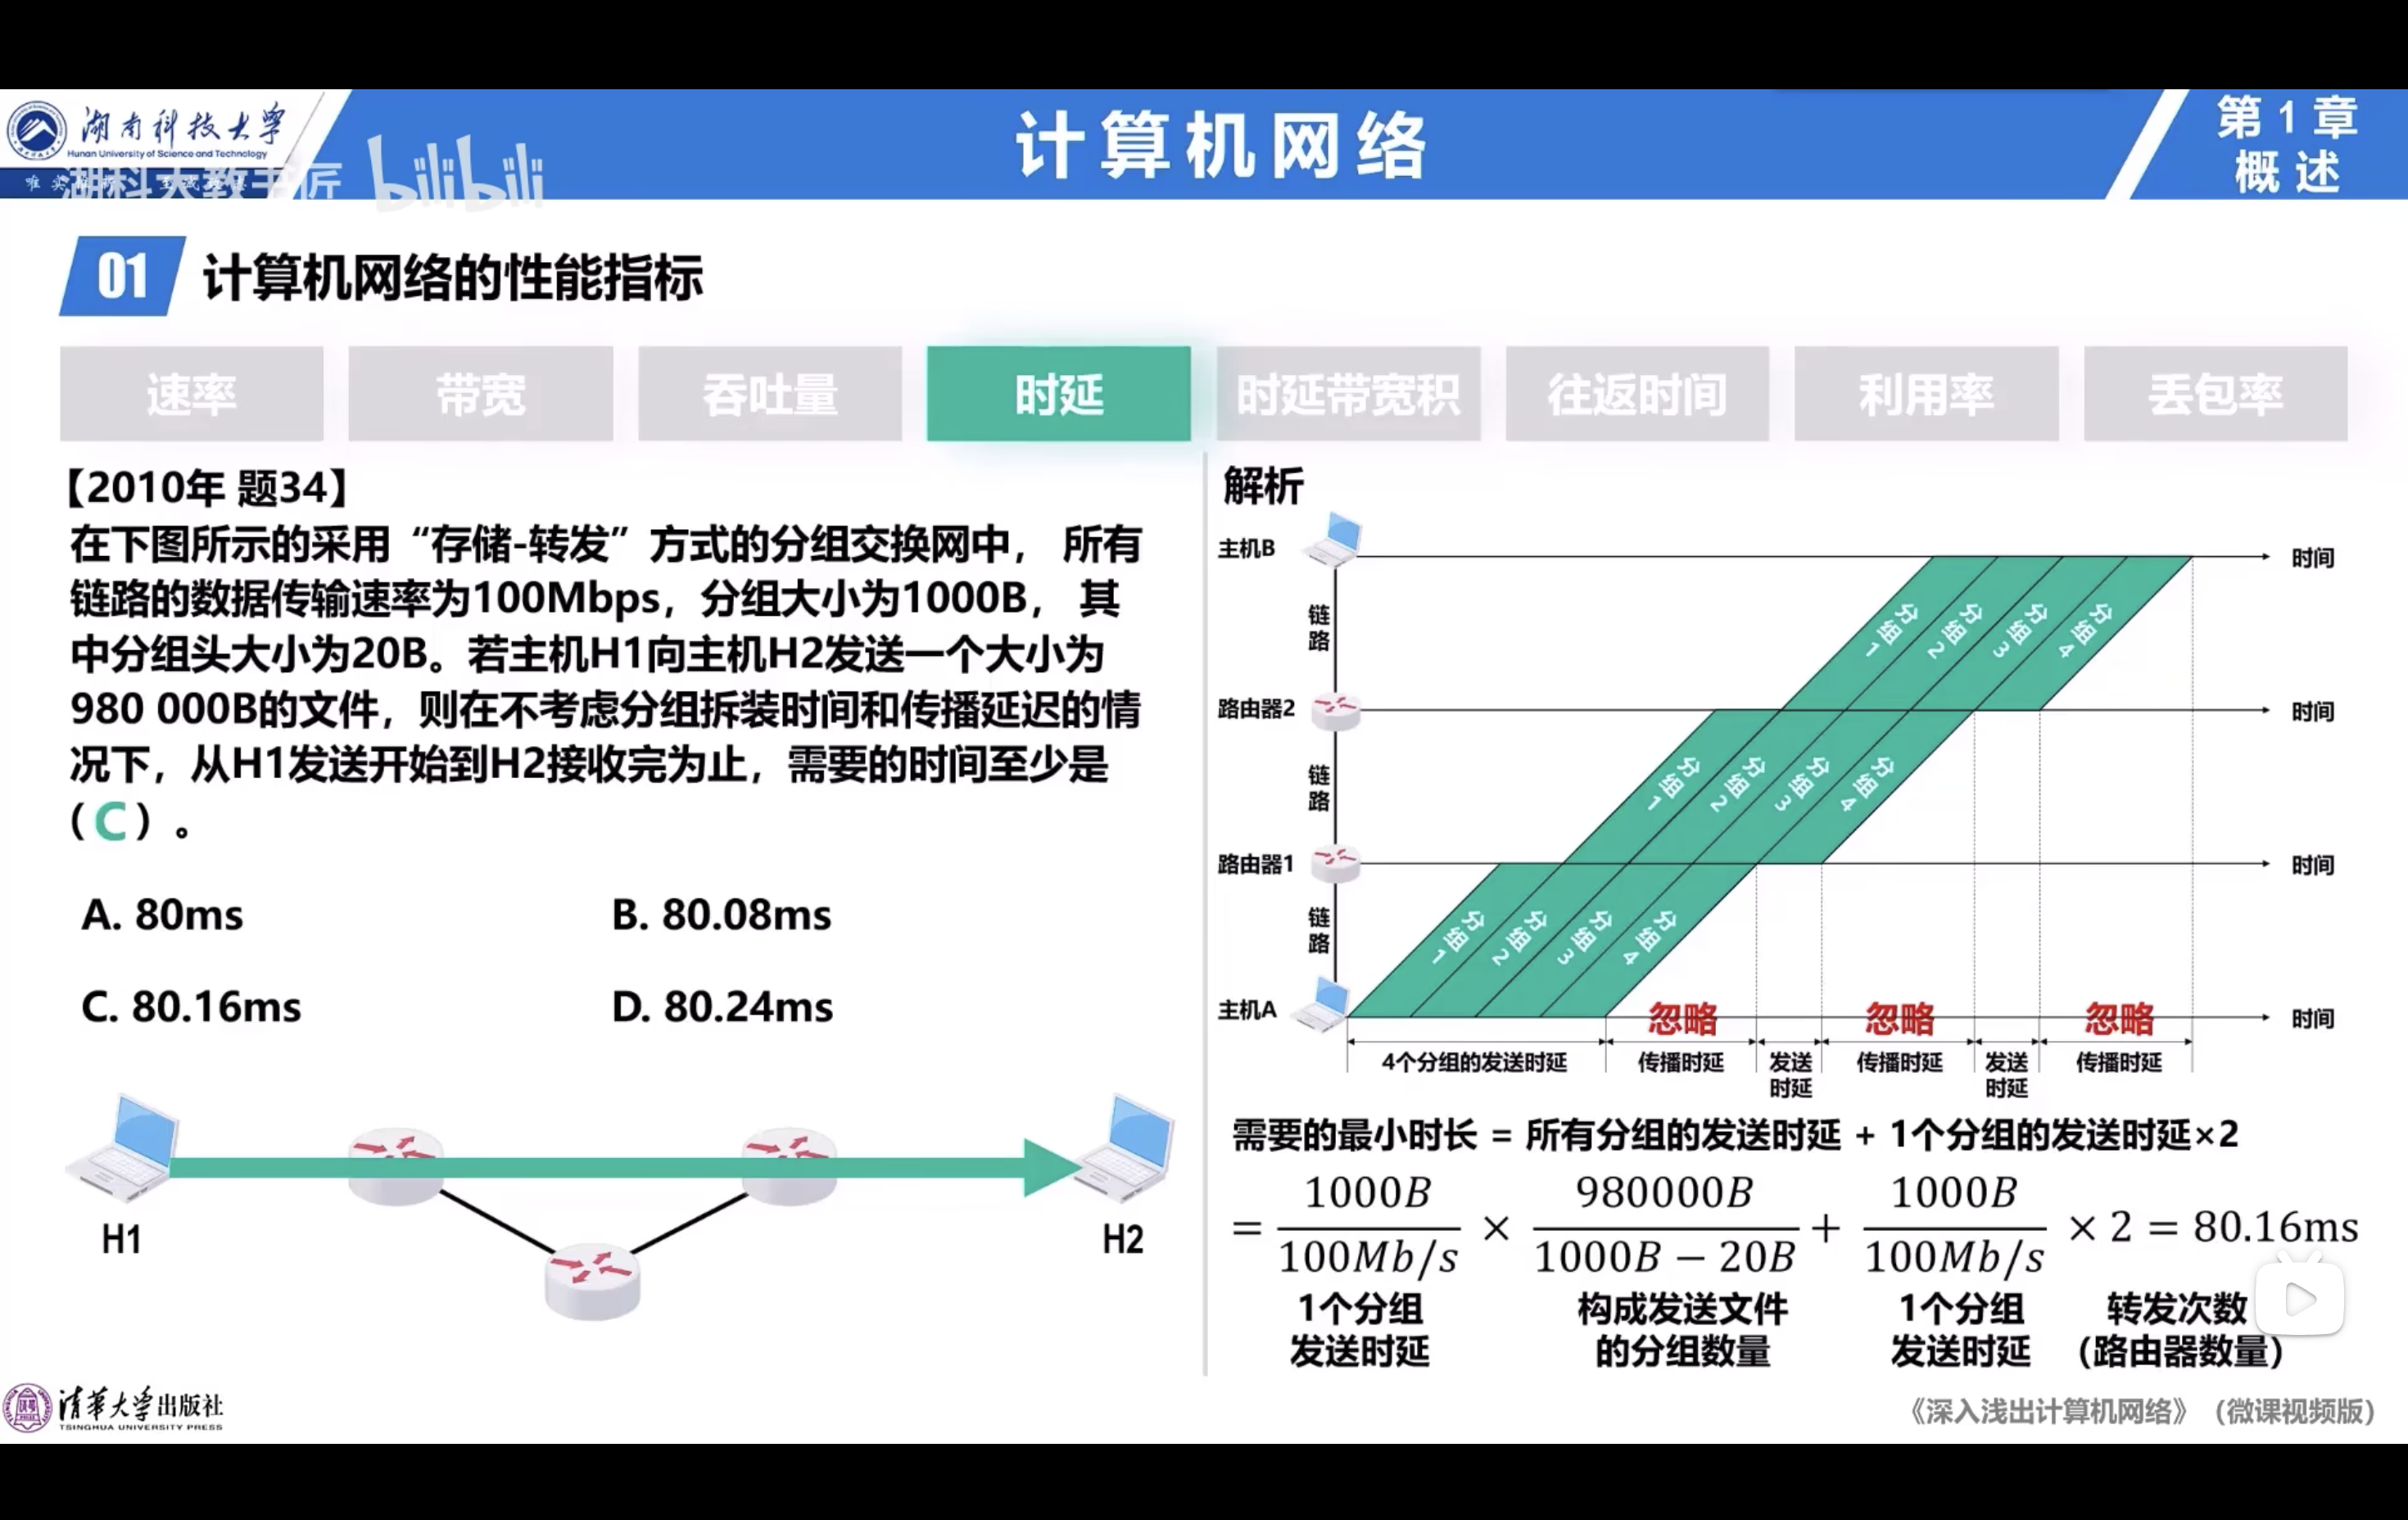 湖南科技大学
Hunan University of Science and Technology
湖科大教书匠
bilibili
计算机网络
第1章
概述
01 计算机网络的性能指标
速率 带宽 吞吐量 时延 时延带宽积 往返时间 利用率 丢包率
【2010年 题34】
在下图所示的采用“存储-转发”方式的分组交换网中， 所有
链路的数据传输速率为100Mbps，分组大小为1000B， 其
中分组头大小为20B。若主机H1向主机H2发送一个大小为
980 000B的文件，则在不考虑分组拆装时间和传播延迟的情
况下，从H1发送开始到H2接收完为止，需要的时间至少是
（C）。
A. 80ms B. 80.08ms
C. 80.16ms D. 80.24ms
H1 H2
解析
主机B 时间
链路
分组1 分组2 分组3 分组4
路由器2 时间
链路
分组1 分组2 分组3 分组4
路由器1 时间
链路
分组1 分组2 分组3 分组4
主机A 忽略 忽略 忽略 时间
4个分组的发送时延 传播时延 发送时延 传播时延 发送时延 传播时延
需要的最小时长 = 所有分组的发送时延 + 1个分组的发送时延×2
= 1000B/100Mb/s × 980000B/1000B − 20B + 1000B/100Mb/s × 2 = 80.16ms
1个分组 构成发送文件 1个分组 转发次数
发送时延 的分组数量 发送时延 （路由器数量）
清华大学出版社
TSINGHUA UNIVERSITY PRESS
《深入浅出计算机网络》（微课视频版）